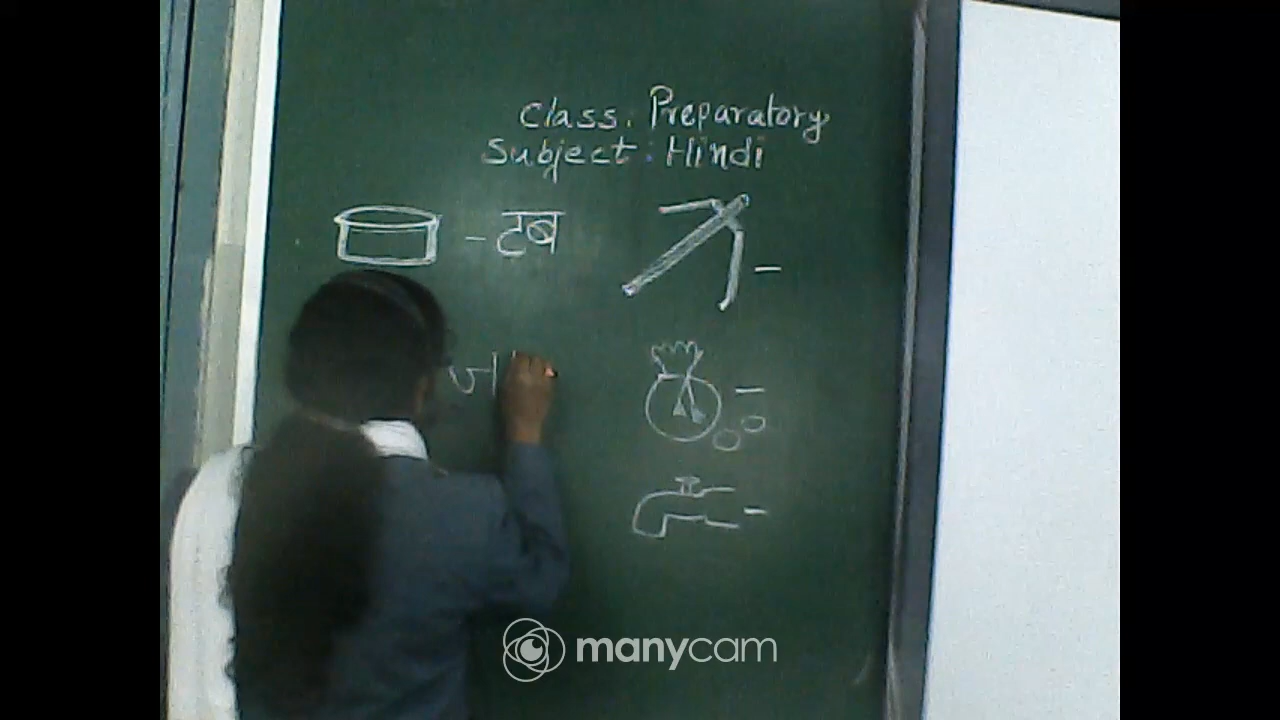 Class. Preparatory
Subject : Hindi
- टब
-
-
-
manycam